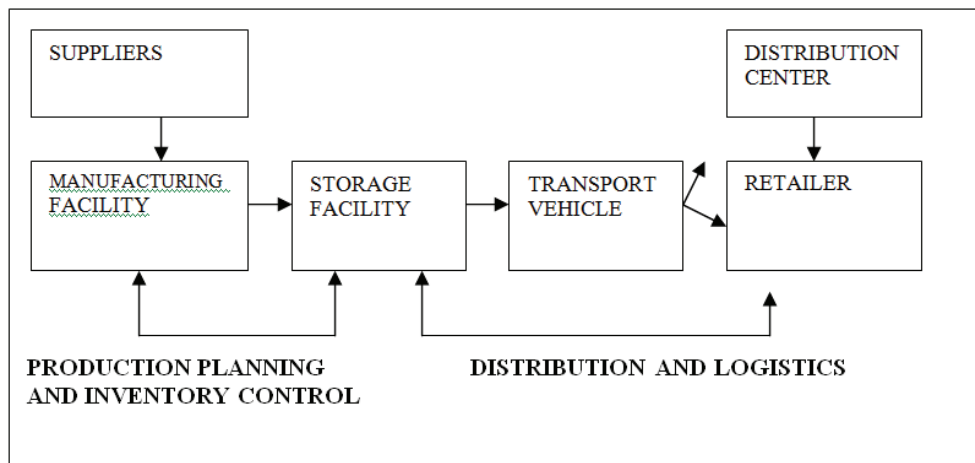 SUPPLIERS
DISTRIBUTION
CENTER
MANUFACTURING
FACILITY
STORAGE
FACILITY
TRANSPORT
VEHICLE
RETAILER
PRODUCTION PLANNING
AND INVENTORY CONTROL
DISTRIBUTION AND LOGISTICS